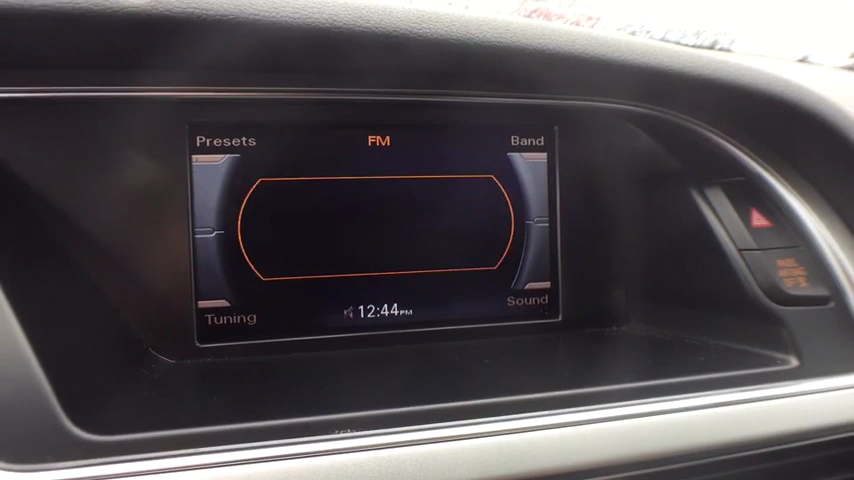 Presets
FM
Band
12:44PM
Sound
Tuning